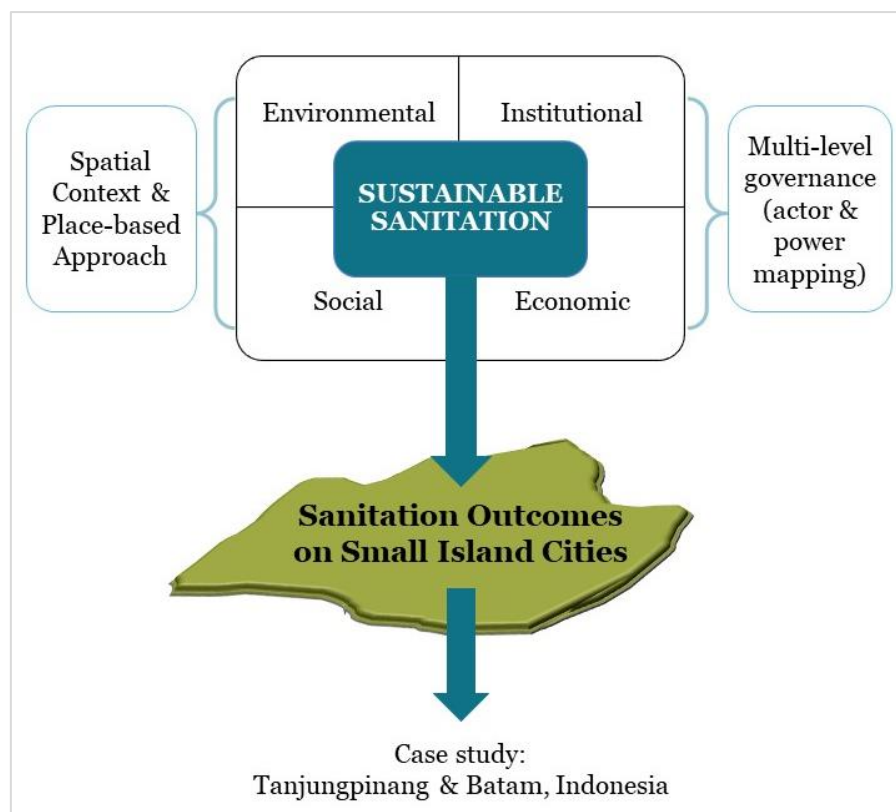 Environmental
Institutional
Spatial
Context &
Place-based
Approach
SUSTAINABLE
SANITATION
Multi-level
governance
(actor &
power
mapping)
Social
Economic
Sanitation Outcomes
on Small Island Cities
Case study:
Tanjungpinang & Batam, Indonesia